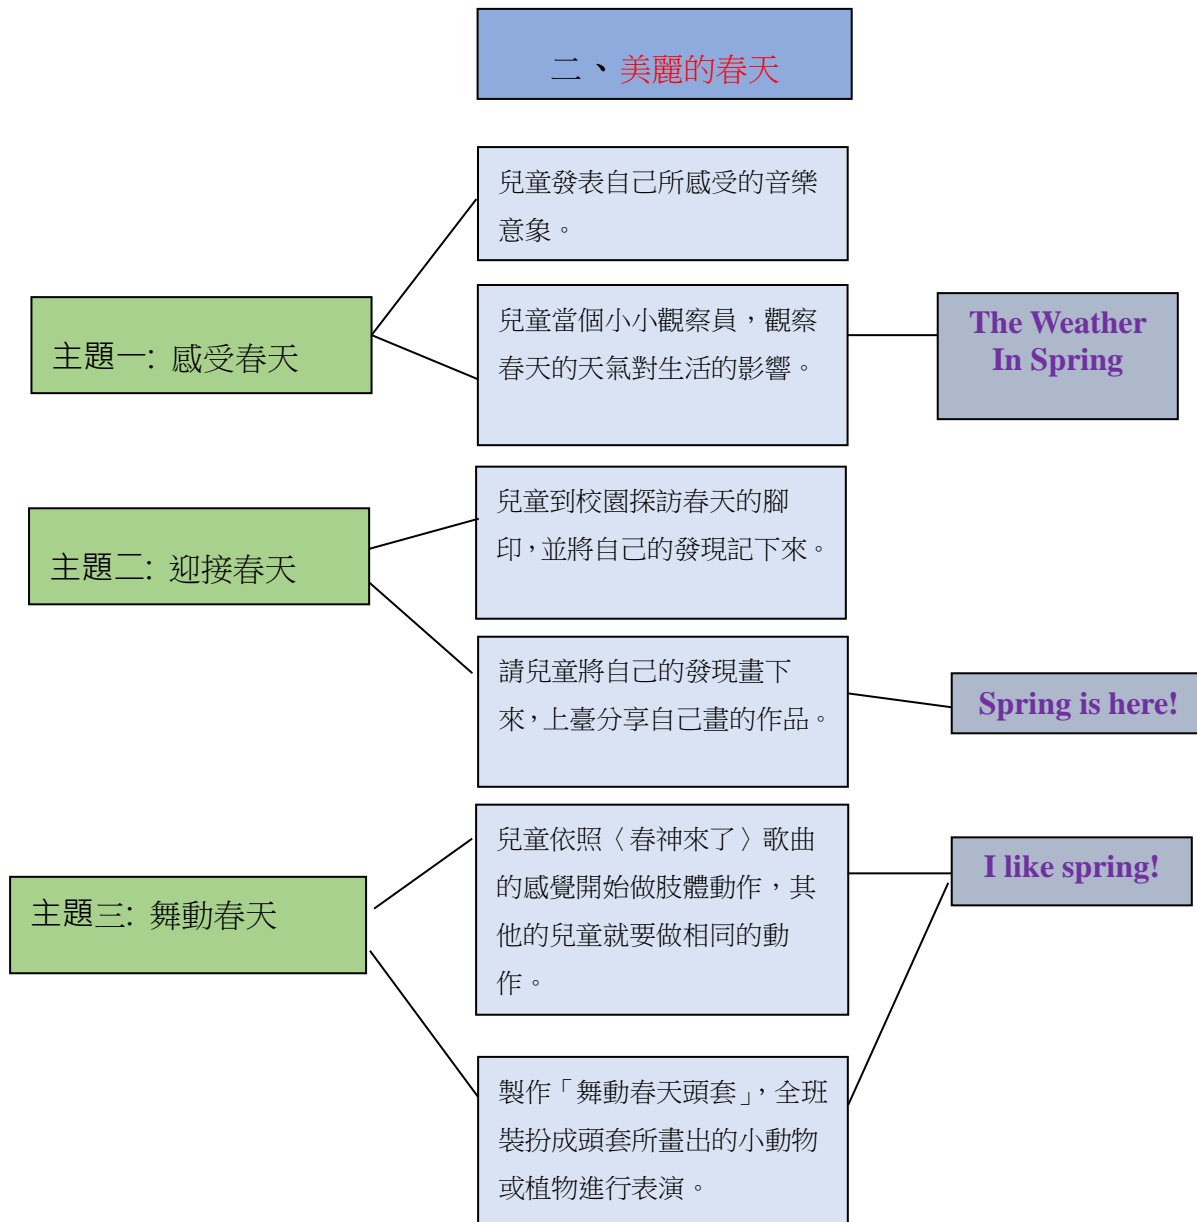 二、美麗的春天
兒童發表自己所感受的音樂
意象。
主題一: 感受春天
兒童當個小小觀察員，觀察
春天的天氣對生活的影響。
The Weather
In Spring
主題二: 迎接春天
兒童到校園探訪春天的腳
印，並將自己的發現記下來。
請兒童將自己的發現畫下
來，上臺分享自己畫的作品。
Spring is here!
主題三: 舞動春天
兒童依照〈春神來了〉歌曲
的感覺開始做肢體動作，其
他的兒童就要做相同的動
作。
I like spring!
製作「舞動春天頭套」，全班
裝扮成頭套所畫出的小動物
或植物進行表演。